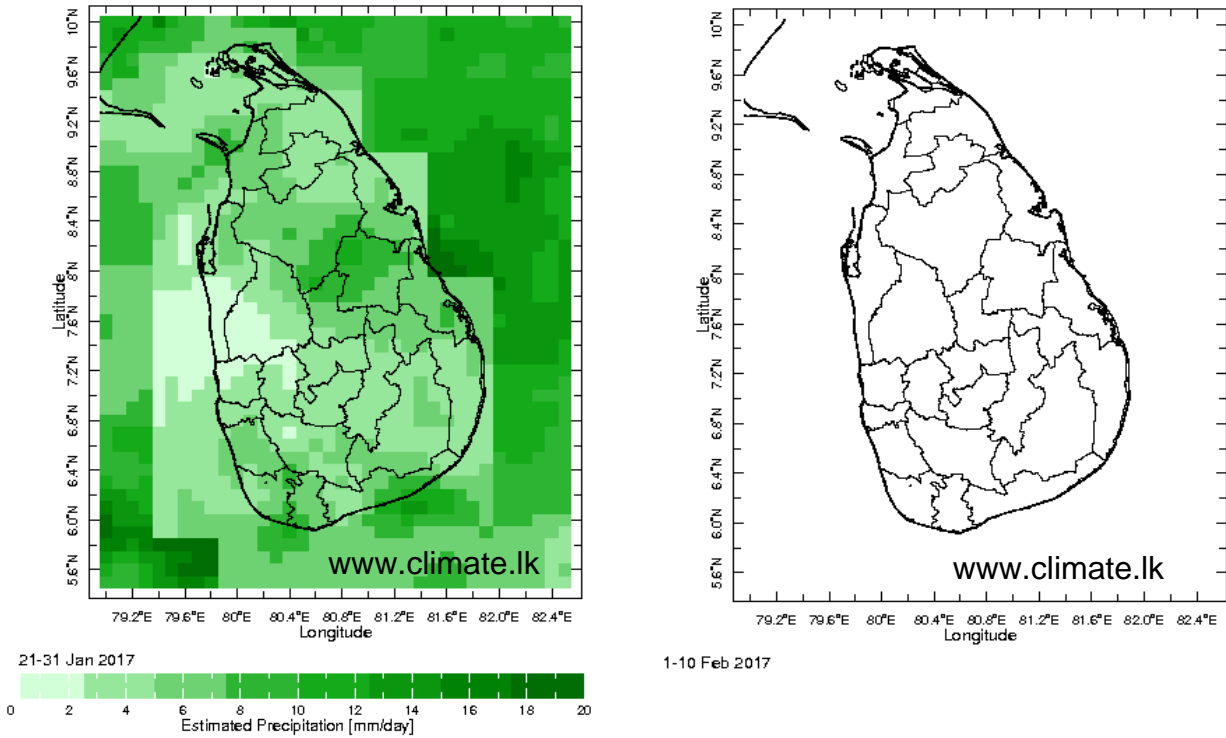 10°N
9.6°N
9.2°N
8.8°N
8.4°N
8°N
7.6°N
7.2°N
6.8°N
6.4°N
6.0°N
5.6°N
Latitude
www.climate.lk
79.2°E 79.6°E 80°E 80.4°E 80.8°E 81.2°E 81.6°E 82.0°E 82.4°E
Longitude
21-31 Jan 2017
0 2 4 6 8 10 12 14 16 18 20
Estimated Precipitation [mm/day]
10°N
9.6°N
9.2°N
8.8°N
8.4°N
8°N
7.6°N
7.2°N
6.8°N
6.4°N
6.0°N
5.6°N
Latitude
www.climate.lk
79.2°E 79.6°E 80°E 80.4°E 80.8°E 81.2°E 81.6°E 82.0°E 82.4°E
Longitude
1-10 Feb 2017